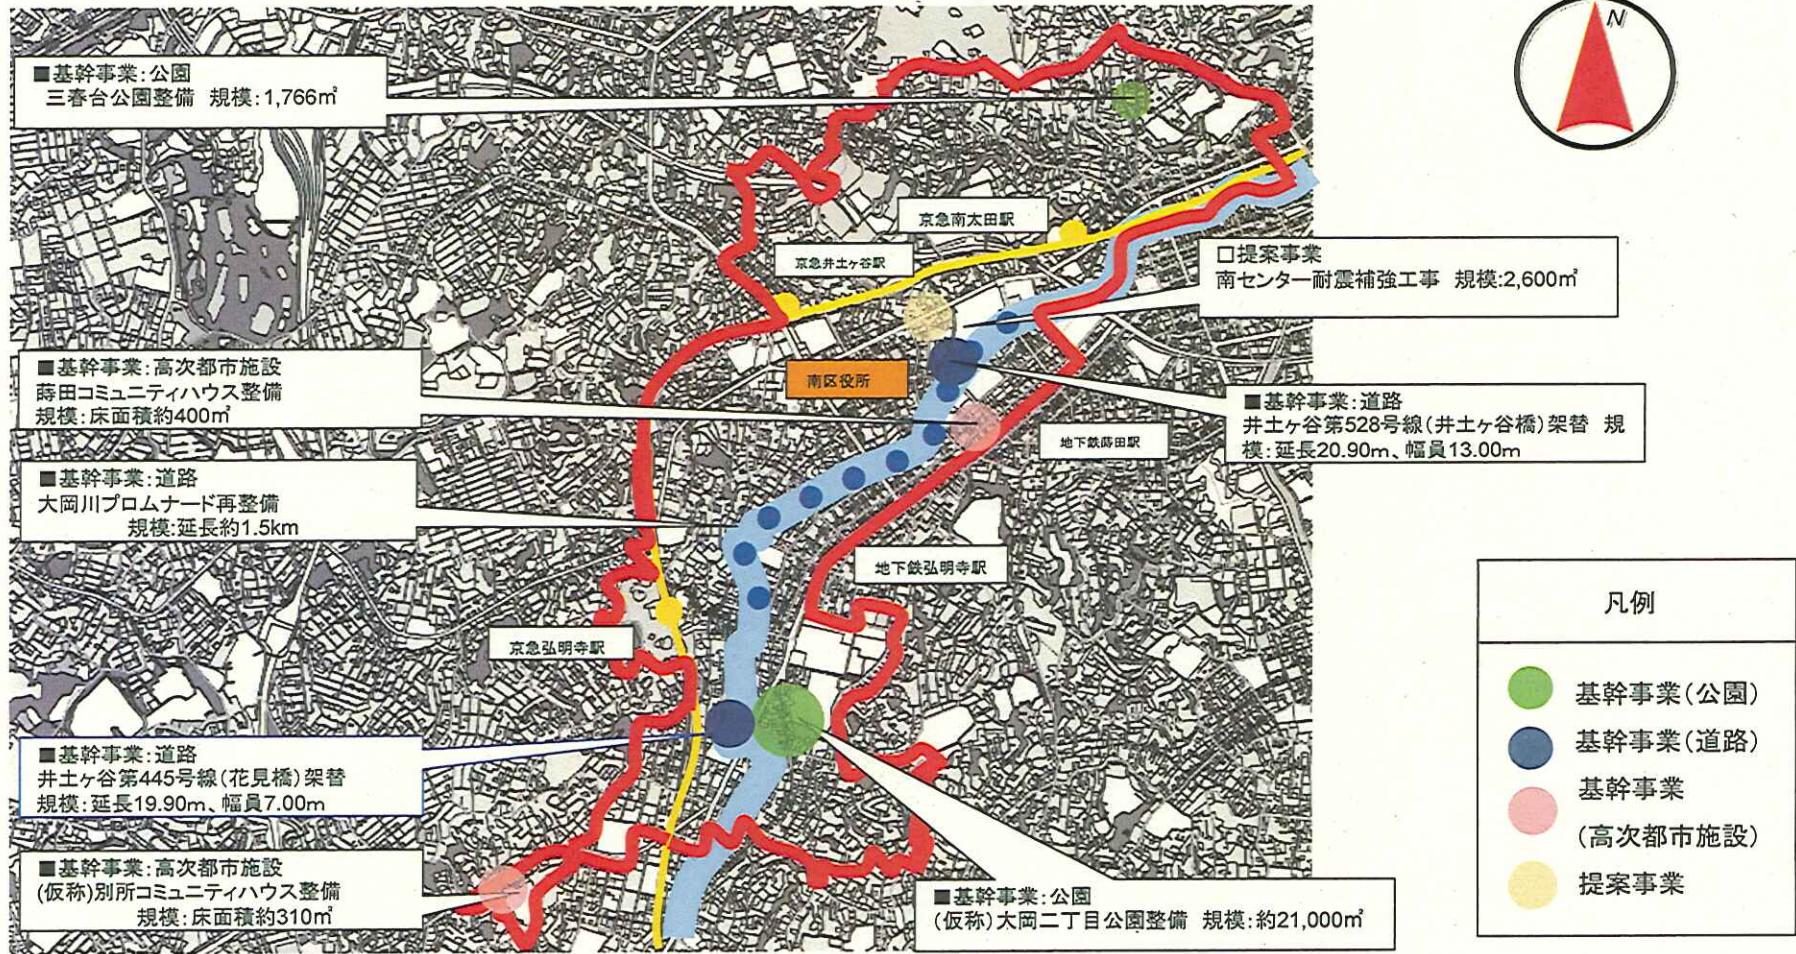 N
■基幹事業:公園
三春台公園整備 規模:1,766㎡
京急南太田駅
京急井土ヶ谷駅
□提案事業
南センター耐震補強工事 規模:2,600㎡
■基幹事業:高次都市施設
蒔田コミュニティハウス整備
規模:床面積約400㎡
南区役所
■基幹事業:道路
井土ヶ谷第528号線(井土ヶ谷橋)架替 規
模:延長20.90m、幅員13.00m
地下鉄蒔田駅
■基幹事業:道路
大岡川プロムナード再整備
規模:延長約1.5km
地下鉄弘明寺駅
京急弘明寺駅
■基幹事業:道路
井土ヶ谷第445号線(花見橋)架替
規模:延長19.90m、幅員7.00m
■基幹事業:高次都市施設
(仮称)別所コミュニティハウス整備
規模:床面積約310㎡
■基幹事業:公園
(仮称)大岡二丁目公園整備 規模:約21,000㎡
凡例
基幹事業(公園)
基幹事業(道路)
基幹事業
(高次都市施設)
提案事業